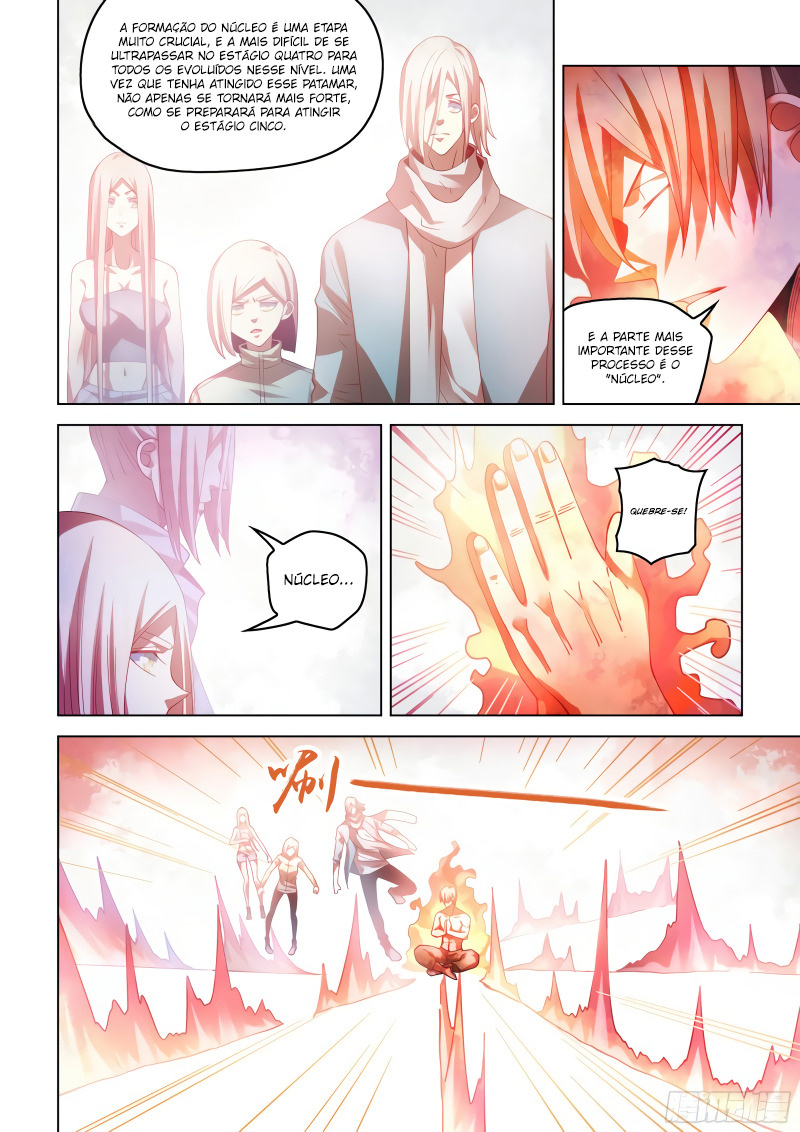 A FORMAÇÃO DO NÚCLEO É UMA ETAPA
MUITO CRUCIAL, E A MAIS DIFÍCIL DE SE
ULTRAPASSAR NO ESTÁGIO QUATRO PARA
TODOS OS EVOLUÍDOS NESSE NÍVEL. UMA
VEZ QUE TENHA ATINGIDO ESSE PATAMAR,
NÃO APENAS SE TORNARÁ MAIS FORTE,
COMO SE PREPARARÁ PARA ATINGIR
O ESTÁGIO CINCO.
E A PARTE MAIS
IMPORTANTE DESSE
PROCESSO É O
"NÚCLEO".
NÚCLEO...
QUEBRE-SE!
唰